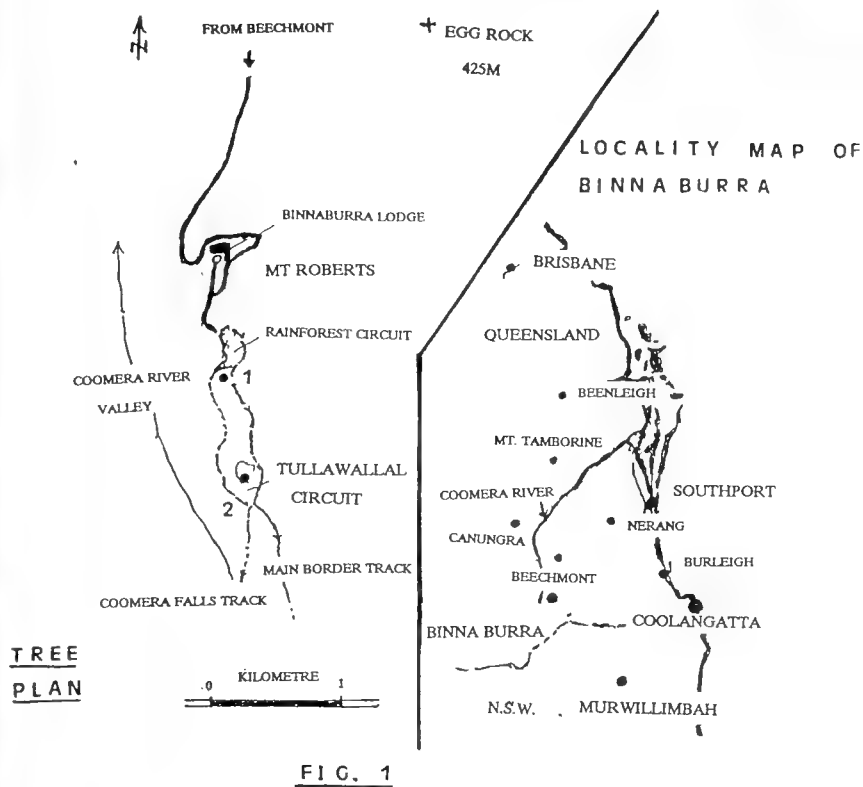 N
FROM BEECHMONT
EGG ROCK
425M
BINNABURRA LODGE
MT ROBERTS
RAINFOREST CIRCUIT
COOMERA RIVER
VALLEY
1
TULLAWALLAL
CIRCUIT
2
MAIN BORDER TRACK
COOMERA FALLS TRACK
TREE
PLAN
KILOMETRE
0 1
LOCALITY MAP OF
BINNA BURRA
BRISBANE
QUEENSLAND
BEENLEIGH
MT. TAMBORINE
COOMERA RIVER
SOUTHPORT
CANUNGRA
NERANG
BEECHMONT
BURLEIGH
BINNA BURRA
COOLANGATTA
N.S.W.
MURWILLIMBAH
FIG. 1